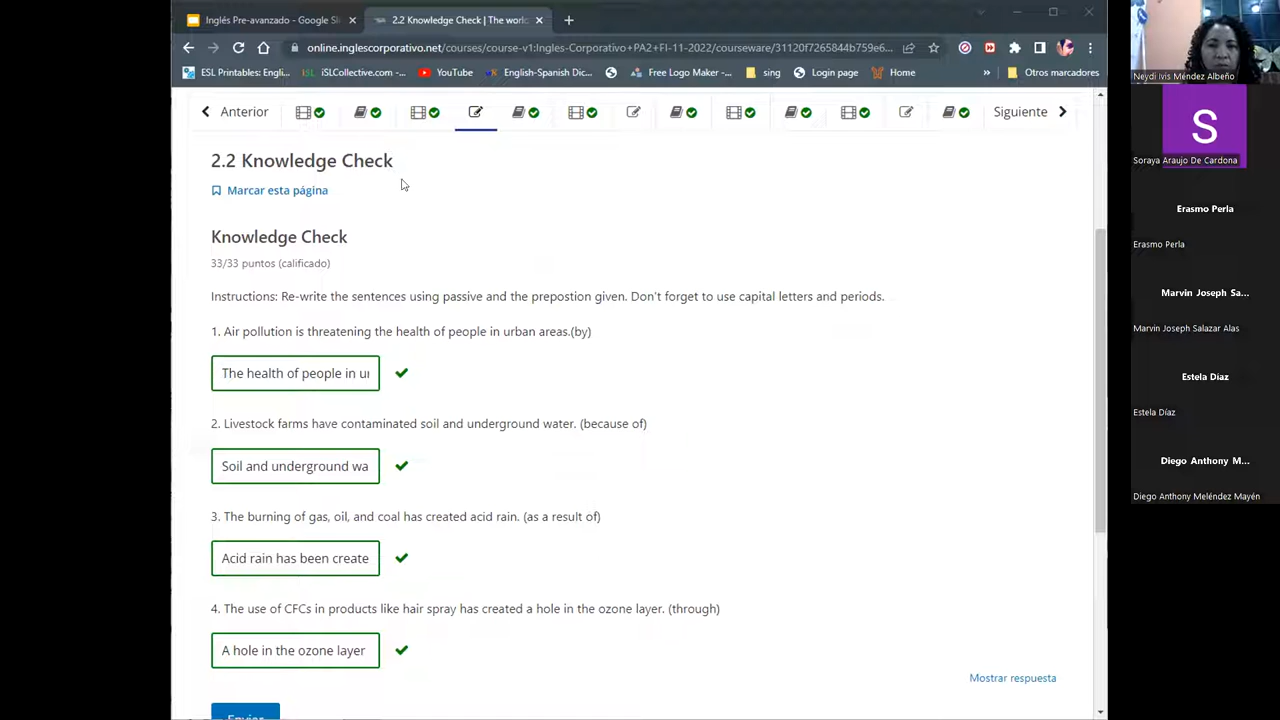 Inglés Pre-avanzado - Google Sli
2.2 Knowledge Check | The world
online.inglescorporativo.net/courses/course-v1:Ingles-Corporativo+PA2+FI-11-2022/courseware/31120f7265844b759e6...
ESL Printables: Engli...
iSLCollective.com -...
YouTube
English-Spanish Dic...
Free Logo Maker -...
sing
Login page
Home
»
Otros marcadores
Anterior
Siguiente
2.2 Knowledge Check
Marcar esta página
Knowledge Check
33/33 puntos (calificado)
Instructions: Re-write the sentences using passive and the prepostion given. Don't forget to use capital letters and periods.
1. Air pollution is threatening the health of people in urban areas.(by)
The health of people in ur
2. Livestock farms have contaminated soil and underground water. (because of)
Soil and underground wa
3. The burning of gas, oil, and coal has created acid rain. (as a result of)
Acid rain has been create
4. The use of CFCs in products like hair spray has created a hole in the ozone layer. (through)
A hole in the ozone layer
Mostrar respuesta
Enviar
Neydi Ivis Méndez Albeño
S
Soraya Araujo De Cardona
Erasmo Perla
Erasmo Perla
Marvin Joseph Sa...
Marvin Joseph Salazar Alas
Estela Díaz
Estela Díaz
Diego Anthony M...
Diego Anthony Meléndez Mayén